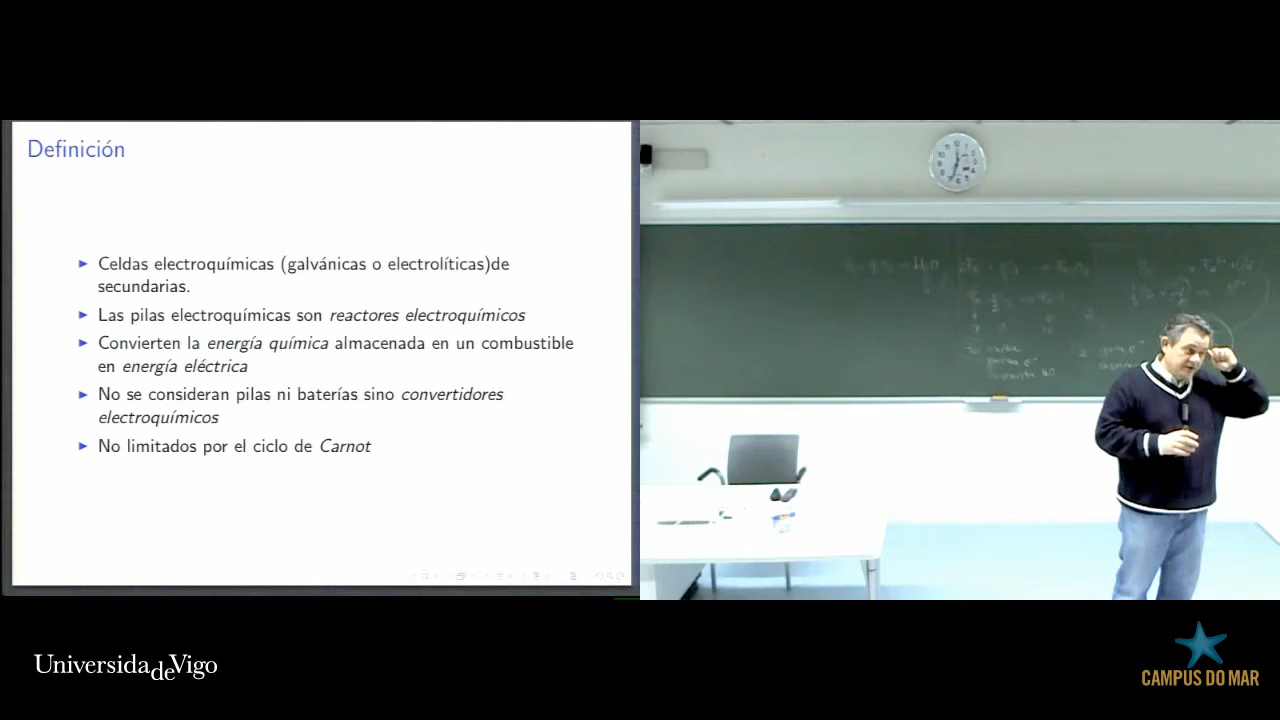 Definición
▶ Celdas electroquímicas (galvánicas o electrolíticas)de
secundarias.
▶ Las pilas electroquímicas son reactores electroquímicos
▶ Convierten la energía química almacenada en un combustible
en energía eléctrica
▶ No se consideran pilas ni baterías sino convertidores
electroquímicos
▶ No limitados por el ciclo de Carnot
Universidade de Vigo
CAMPUS DO MAR